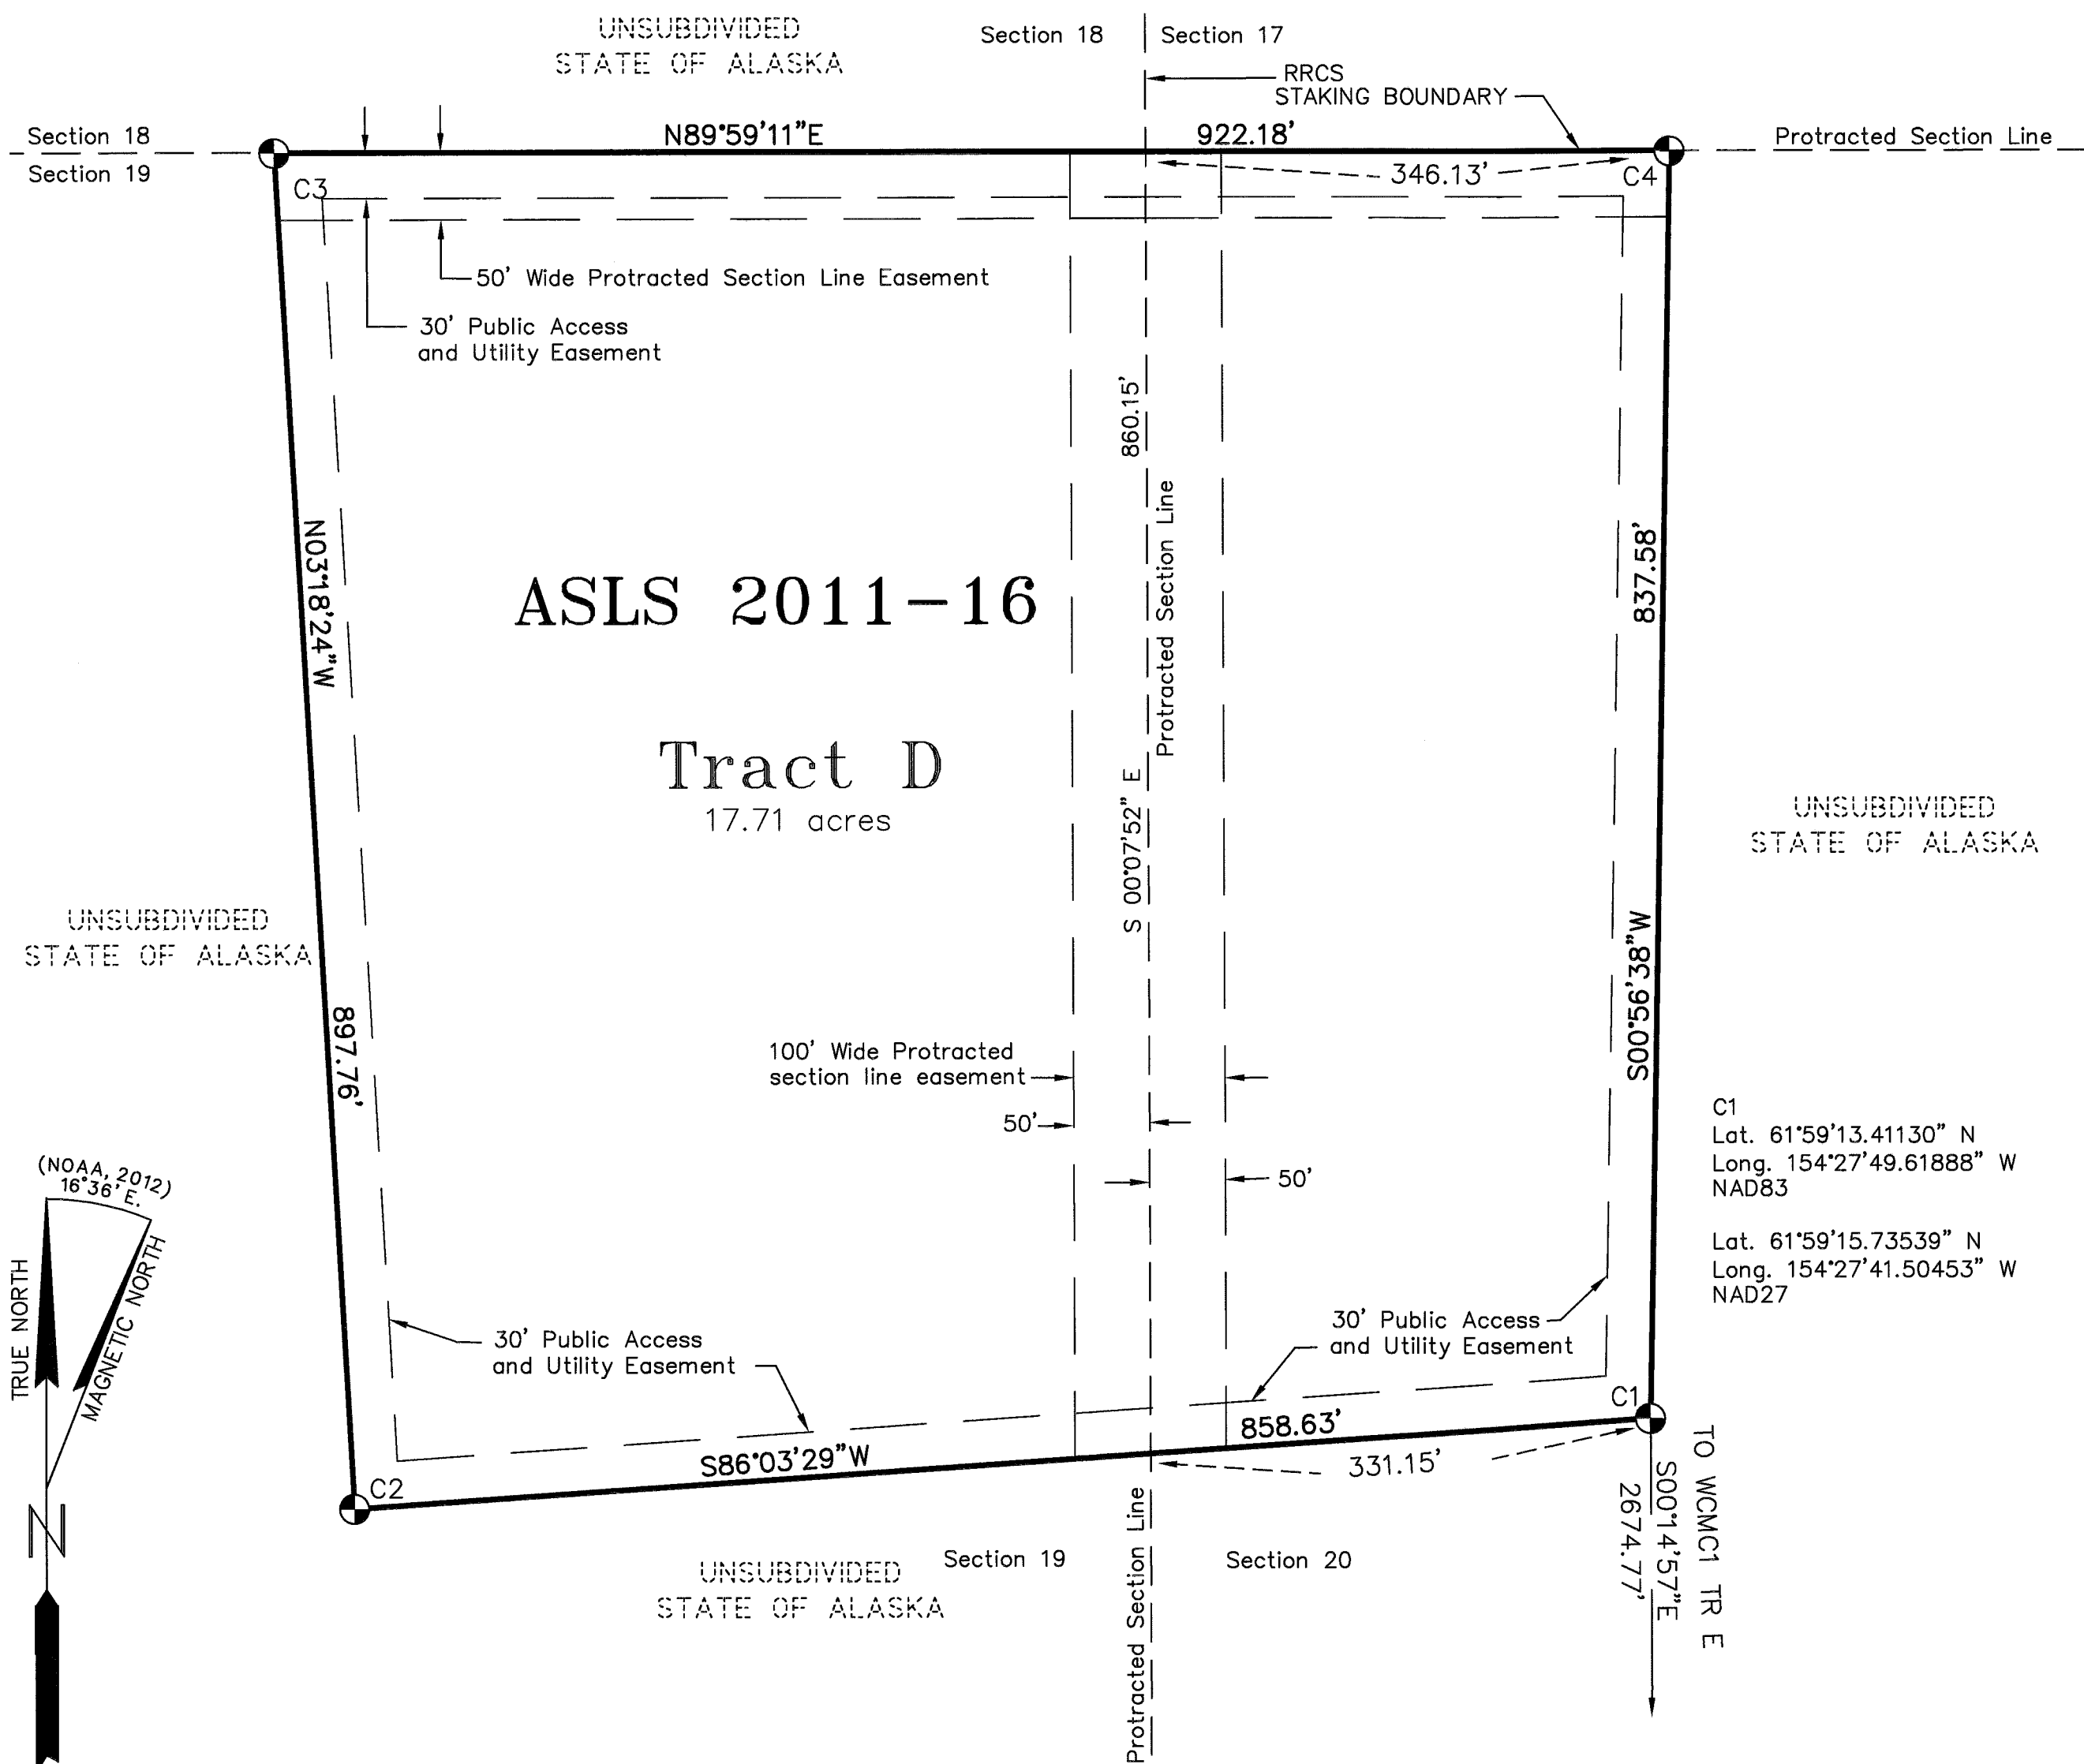 UNSUBDIVIDED
STATE OF ALASKA
Section 18
Section 17
RRCS
STAKING BOUNDARY
Section 18
Section 19
N89°59'11"E
922.18'
Protracted Section Line
C3
346.13'
C4
50' Wide Protracted Section Line Easement
30' Public Access
and Utility Easement
860.15'
Protracted Section Line
S 00°07'52" E
N03°18'24"W
897.76'
ASLS 2011-16
Tract D
17.71 acres
837.58'
S00°56'38"W
UNSUBDIVIDED
STATE OF ALASKA
UNSUBDIVIDED
STATE OF ALASKA
100' Wide Protracted
section line easement
50'
50'
C1
Lat. 61°59'13.41130" N
Long. 154°27'49.61888" W
NAD83
Lat. 61°59'15.73539" N
Long. 154°27'41.50453" W
NAD27
(NOAA, 2012)
16°36' E.
TRUE NORTH
MAGNETIC NORTH
N
30' Public Access
and Utility Easement
30' Public Access
and Utility Easement
C1
858.63'
331.15'
S86°03'29"W
C2
TO WCMC1 TR E
S00°14'57"E
2674.77'
Section 19
Section 20
UNSUBDIVIDED
STATE OF ALASKA
Protracted Section Line